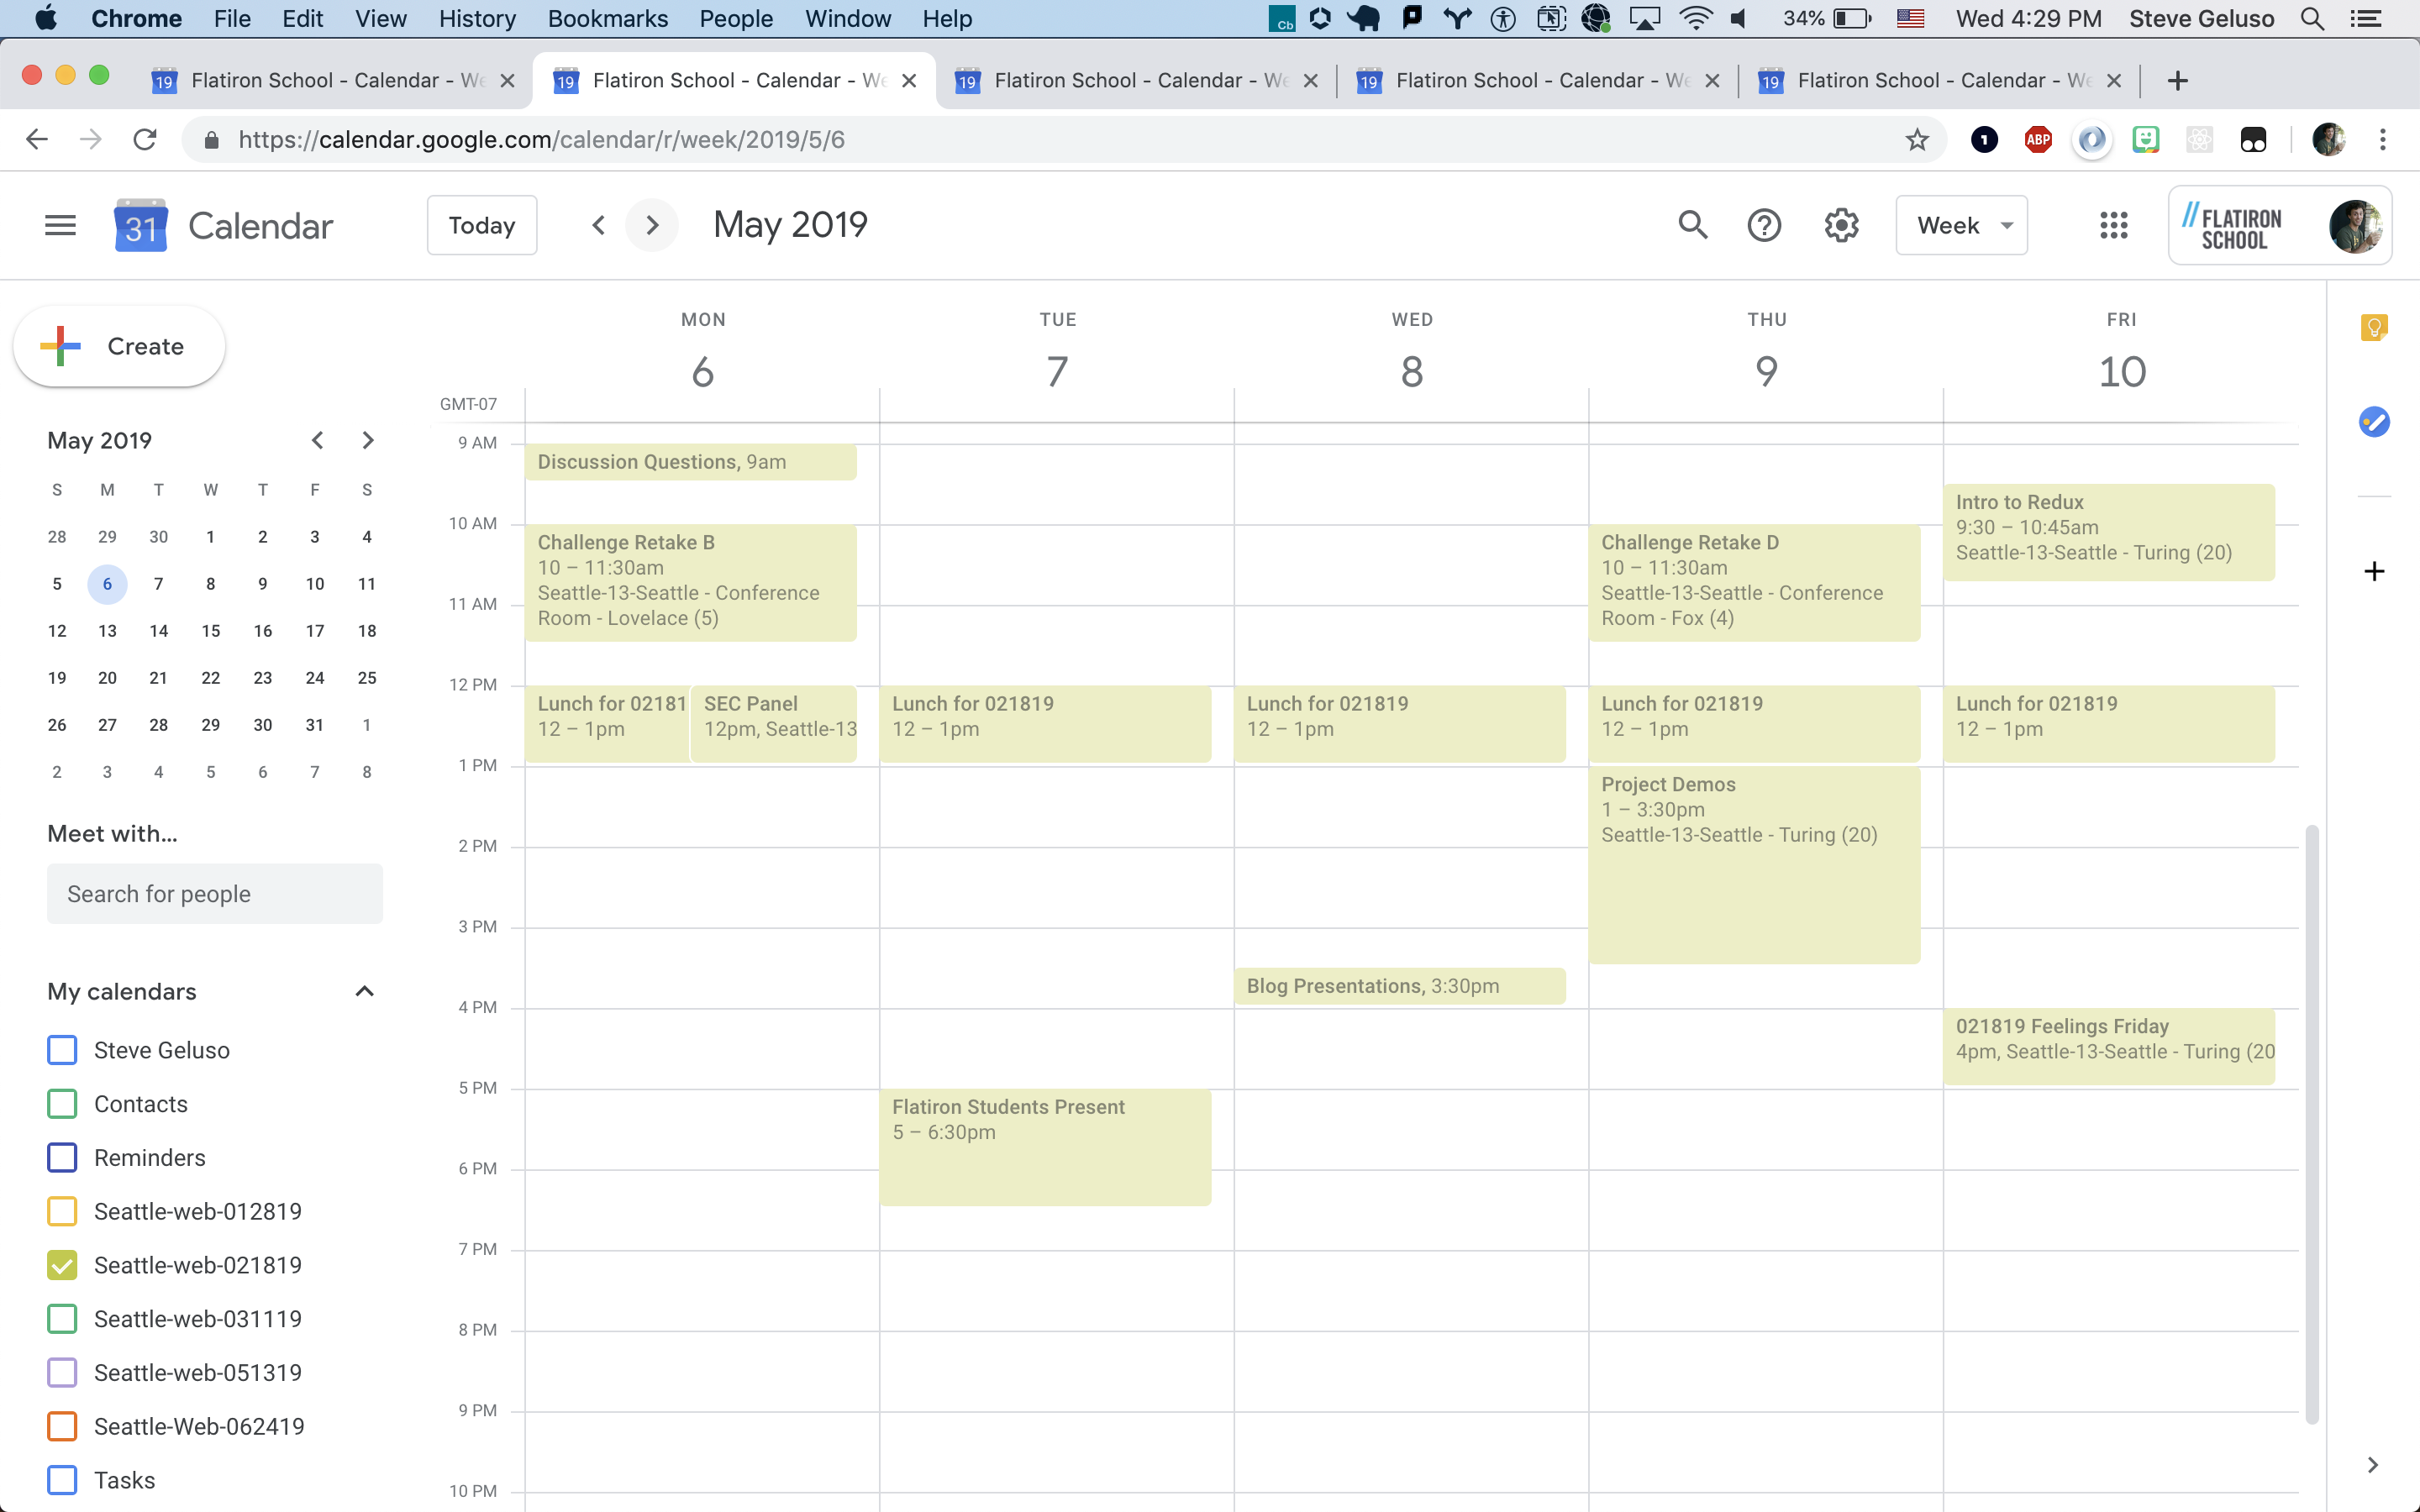 Chrome File Edit View History Bookmarks People Window Help Cb 34% Wed 4:29 PM Steve Geluso
19 Flatiron School - Calendar - We 19 Flatiron School - Calendar - We 19 Flatiron School - Calendar - We 19 Flatiron School - Calendar - We 19 Flatiron School - Calendar - We
https://calendar.google.com/calendar/r/week/2019/5/6 1 ABP
31 Calendar Today May 2019 Week FLATIRON SCHOOL
Create
May 2019
S M T W T F S
28 29 30 1 2 3 4
5 6 7 8 9 10 11
12 13 14 15 16 17 18
19 20 21 22 23 24 25
26 27 28 29 30 31 1
2 3 4 5 6 7 8
Meet with...
Search for people
My calendars
Steve Geluso
Contacts
Reminders
Seattle-web-012819
Seattle-web-021819
Seattle-web-031119
Seattle-web-051319
Seattle-Web-062419
Tasks
MON TUE WED THU FRI
6 7 8 9 10
GMT-07
9 AM
10 AM
11 AM
12 PM
1 PM
2 PM
3 PM
4 PM
5 PM
6 PM
7 PM
8 PM
9 PM
10 PM
Discussion Questions, 9am
Challenge Retake B
10 – 11:30am
Seattle-13-Seattle - Conference
Room - Lovelace (5)
Lunch for 02181
12 – 1pm
SEC Panel
12pm, Seattle-13
Lunch for 021819
12 – 1pm
Flatiron Students Present
5 – 6:30pm
Lunch for 021819
12 – 1pm
Blog Presentations, 3:30pm
Challenge Retake D
10 – 11:30am
Seattle-13-Seattle - Conference
Room - Fox (4)
Lunch for 021819
12 – 1pm
Project Demos
1 – 3:30pm
Seattle-13-Seattle - Turing (20)
Intro to Redux
9:30 – 10:45am
Seattle-13-Seattle - Turing (20)
Lunch for 021819
12 – 1pm
021819 Feelings Friday
4pm, Seattle-13-Seattle - Turing (20